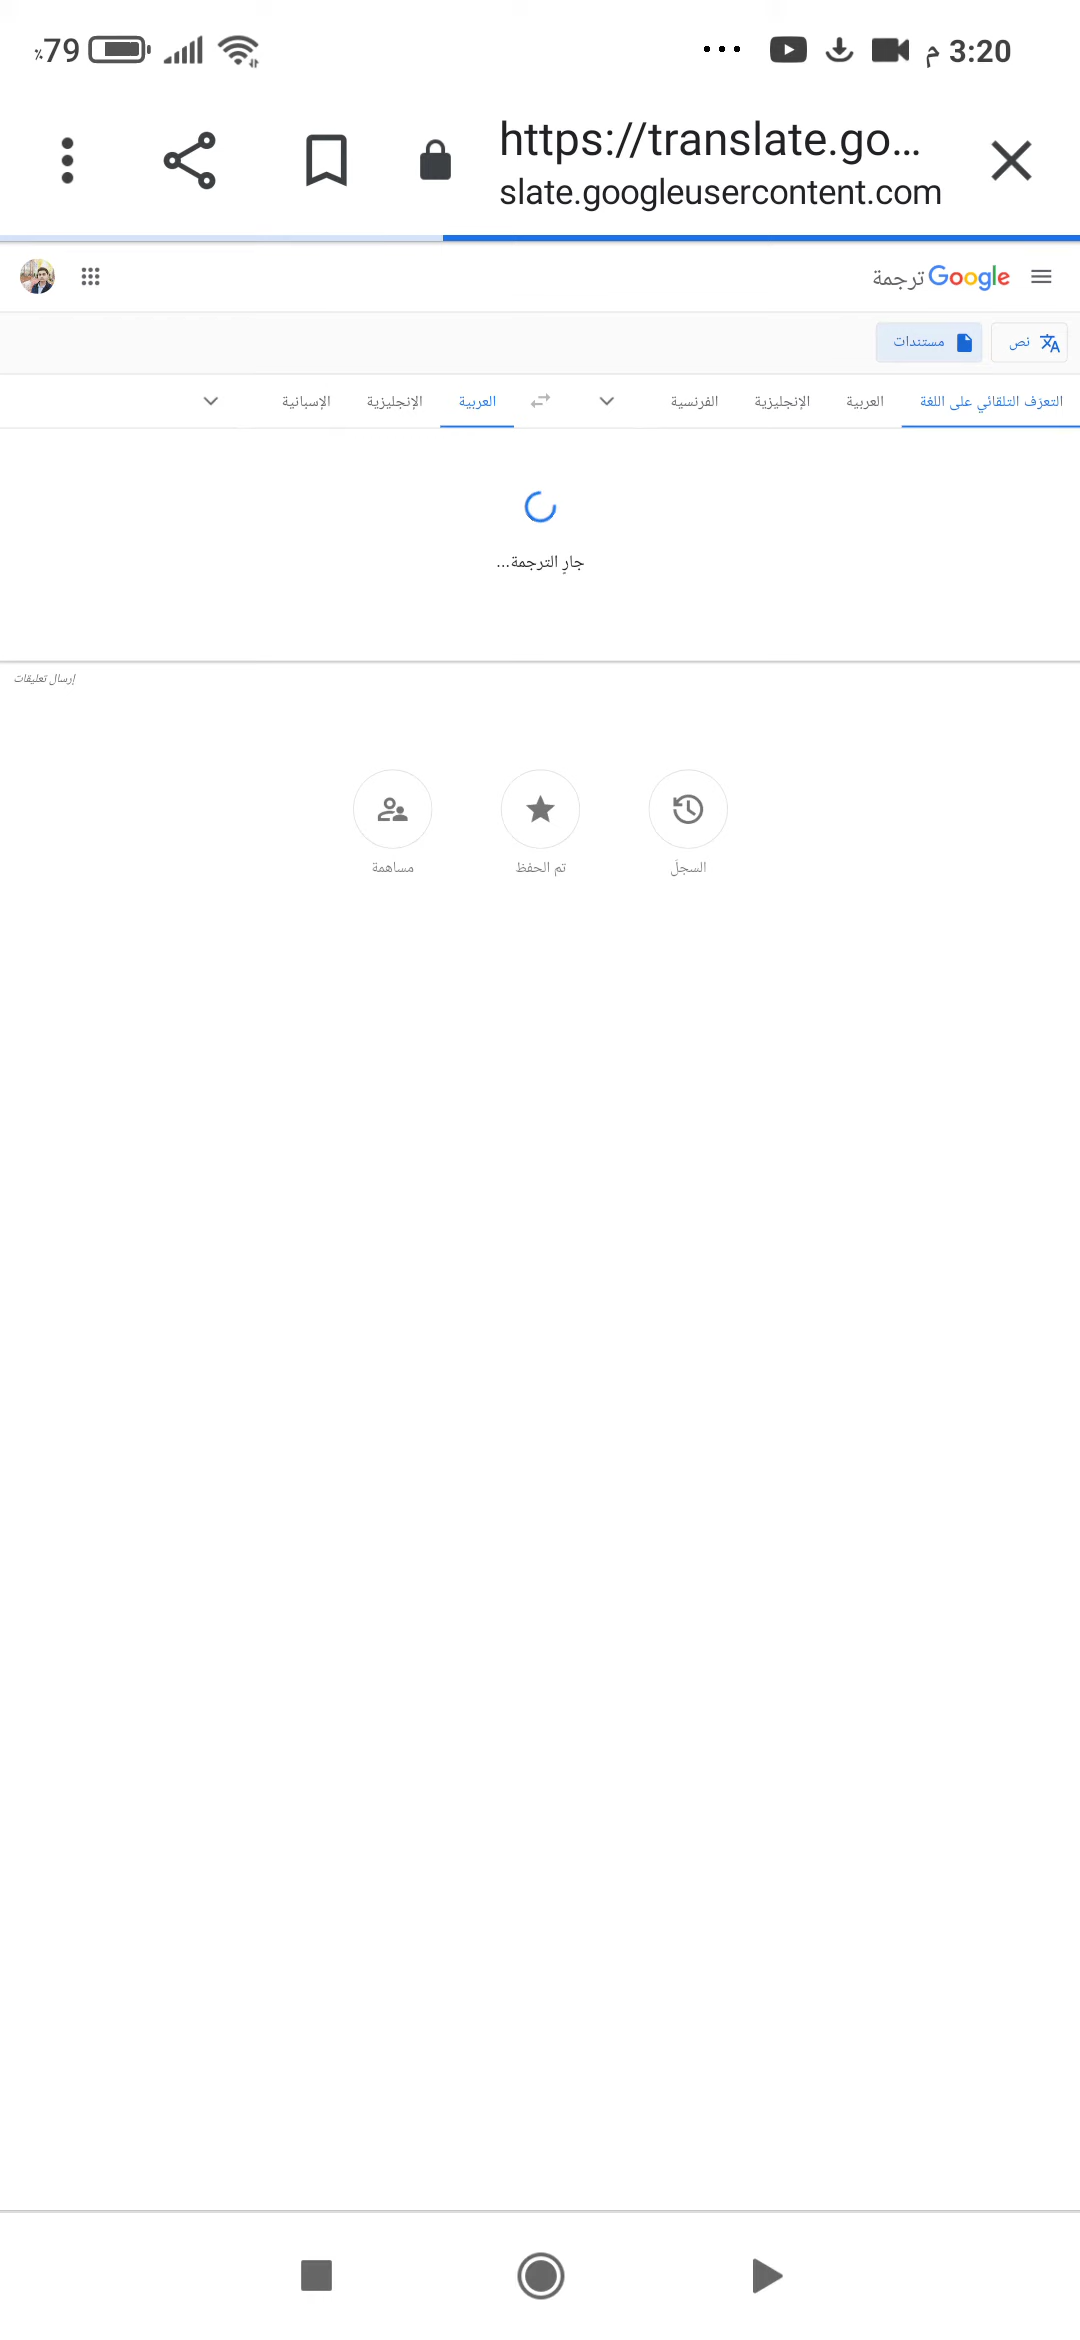 3:20 م
٪79
https://translate.go...
slate.googleusercontent.com
Google ترجمة
نص
مستندات
التعرّف التلقائي على اللغة
العربية
الإنجليزية
الفرنسية
العربية
الإنجليزية
الإسبانية
جارٍ الترجمة...
إرسال تعليقات
السجلّ
تم الحفظ
مساهمة